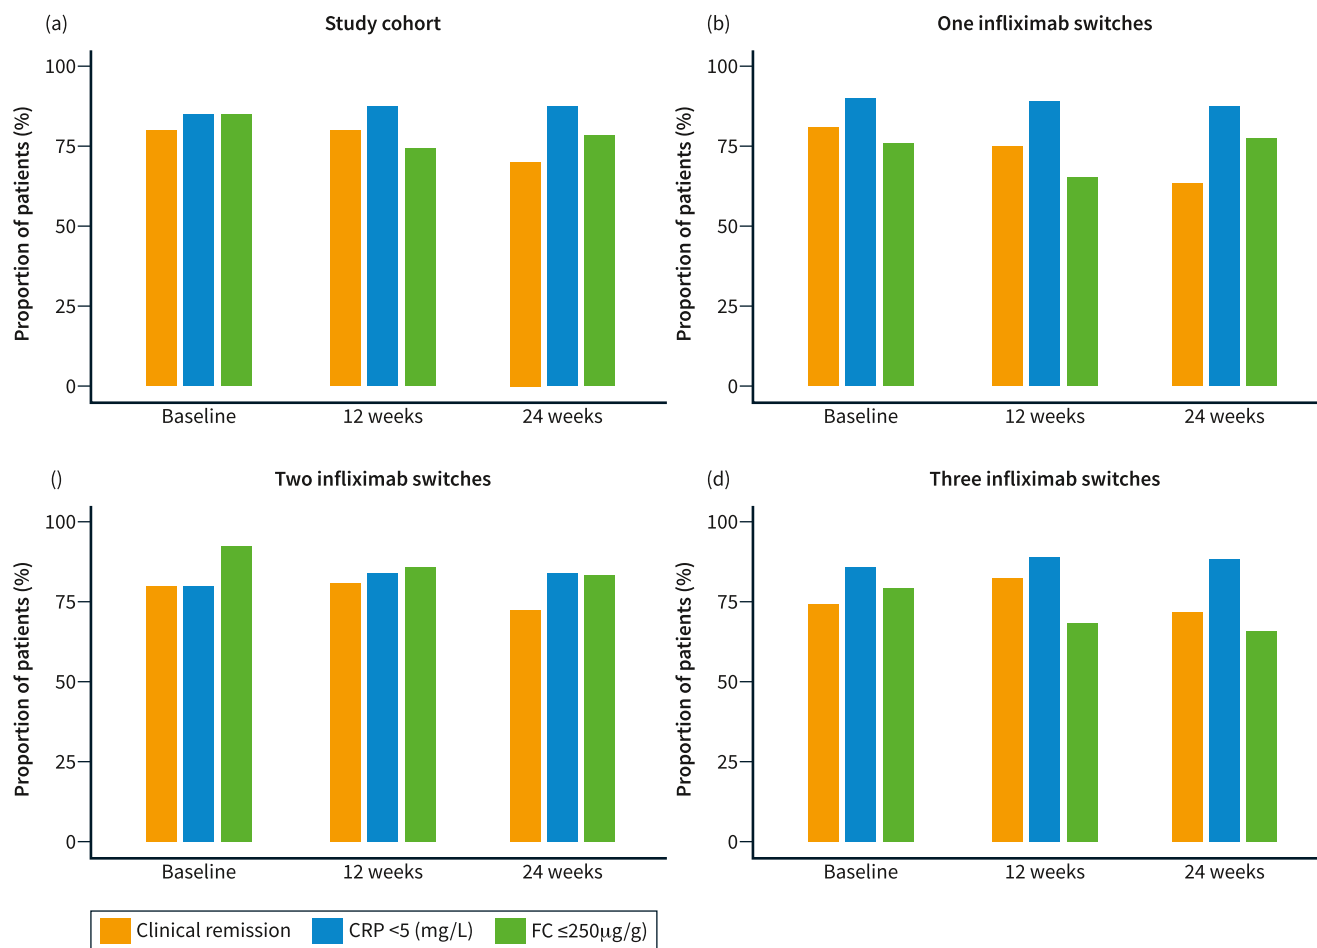 (a) Study cohort
Proportion of patients (%)
100
75
50
25
0
Baseline 12 weeks 24 weeks
(b) One infliximab switches
Proportion of patients (%)
100
75
50
25
0
Baseline 12 weeks 24 weeks
() Two infliximab switches
Proportion of patients (%)
100
75
50
25
0
Baseline 12 weeks 24 weeks
(d) Three infliximab switches
Proportion of patients (%)
100
75
50
25
0
Baseline 12 weeks 24 weeks
Clinical remission CRP <5 (mg/L) FC ≤250μg/g)